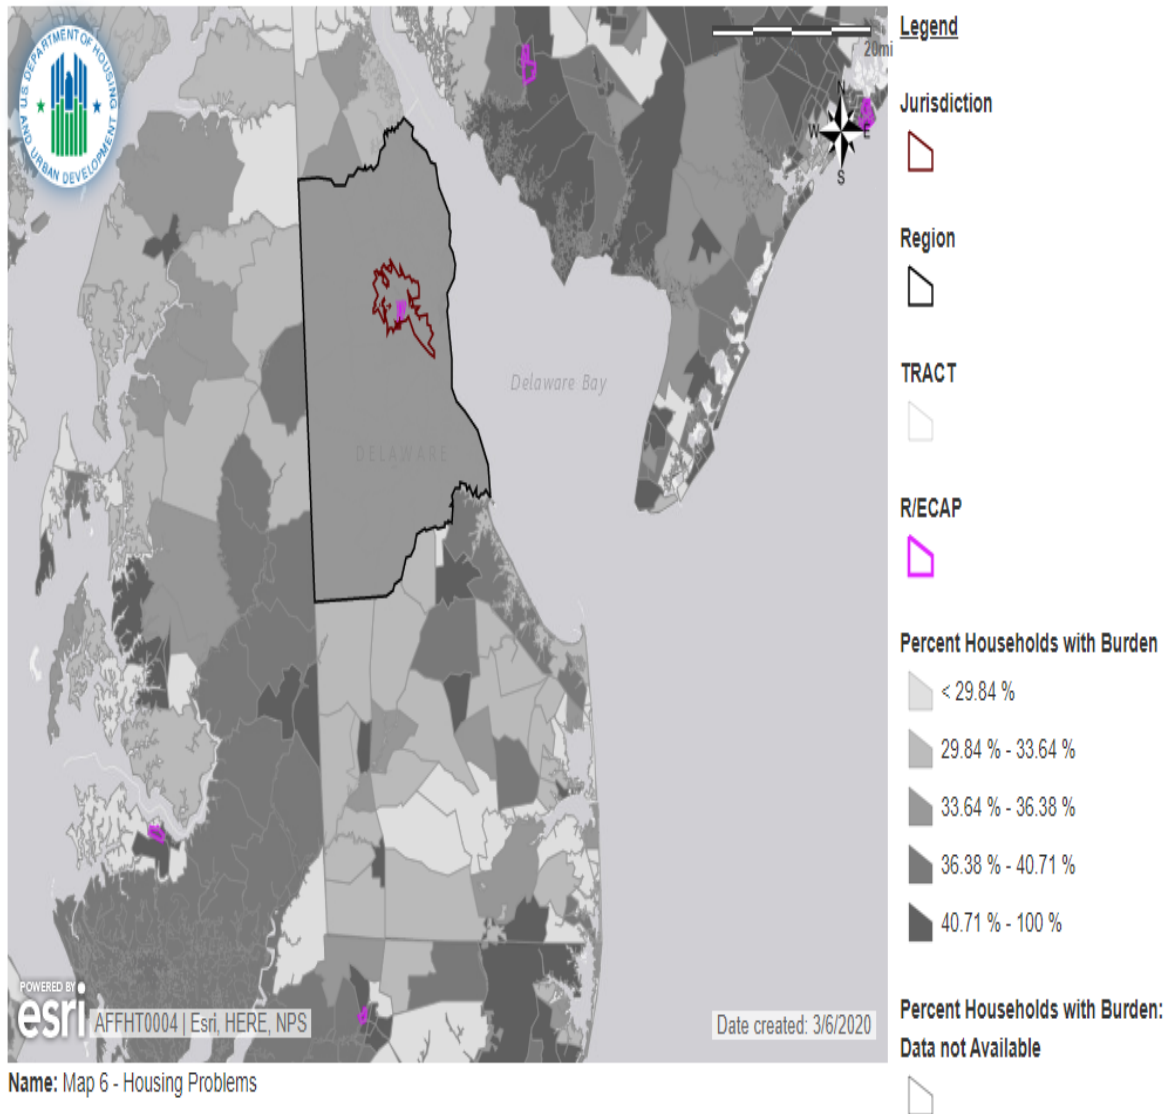 U.S. DEPARTMENT OF HOUSING
AND URBAN DEVELOPMENT
20mi
N
W E
S
Delaware Bay
DELAWARE
POWERED BY
esri
AFFHT0004 | Esri, HERE, NPS
Date created: 3/6/2020
Name: Map 6 - Housing Problems
Legend
Jurisdiction
Region
TRACT
R/ECAP
Percent Households with Burden
< 29.84 %
29.84 % - 33.64 %
33.64 % - 36.38 %
36.38 % - 40.71 %
40.71 % - 100 %
Percent Households with Burden:
Data not Available